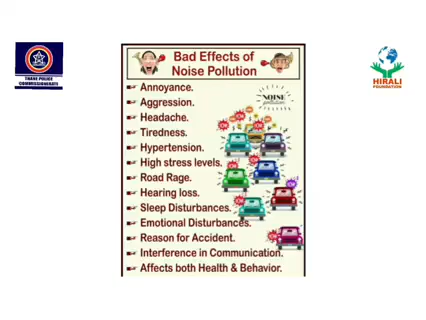 THANE POLICE
COMMISSIONERATE
HIRALI
FOUNDATION
Bad Effects of
Noise Pollution
Annoyance.
Aggression.
Headache.
Tiredness.
Hypertension.
High stress levels.
Road Rage.
Hearing loss.
Sleep Disturbances.
Emotional Disturbances.
Reason for Accident.
Interference in Communication.
Affects both Health & Behavior.
NOISE
pollution